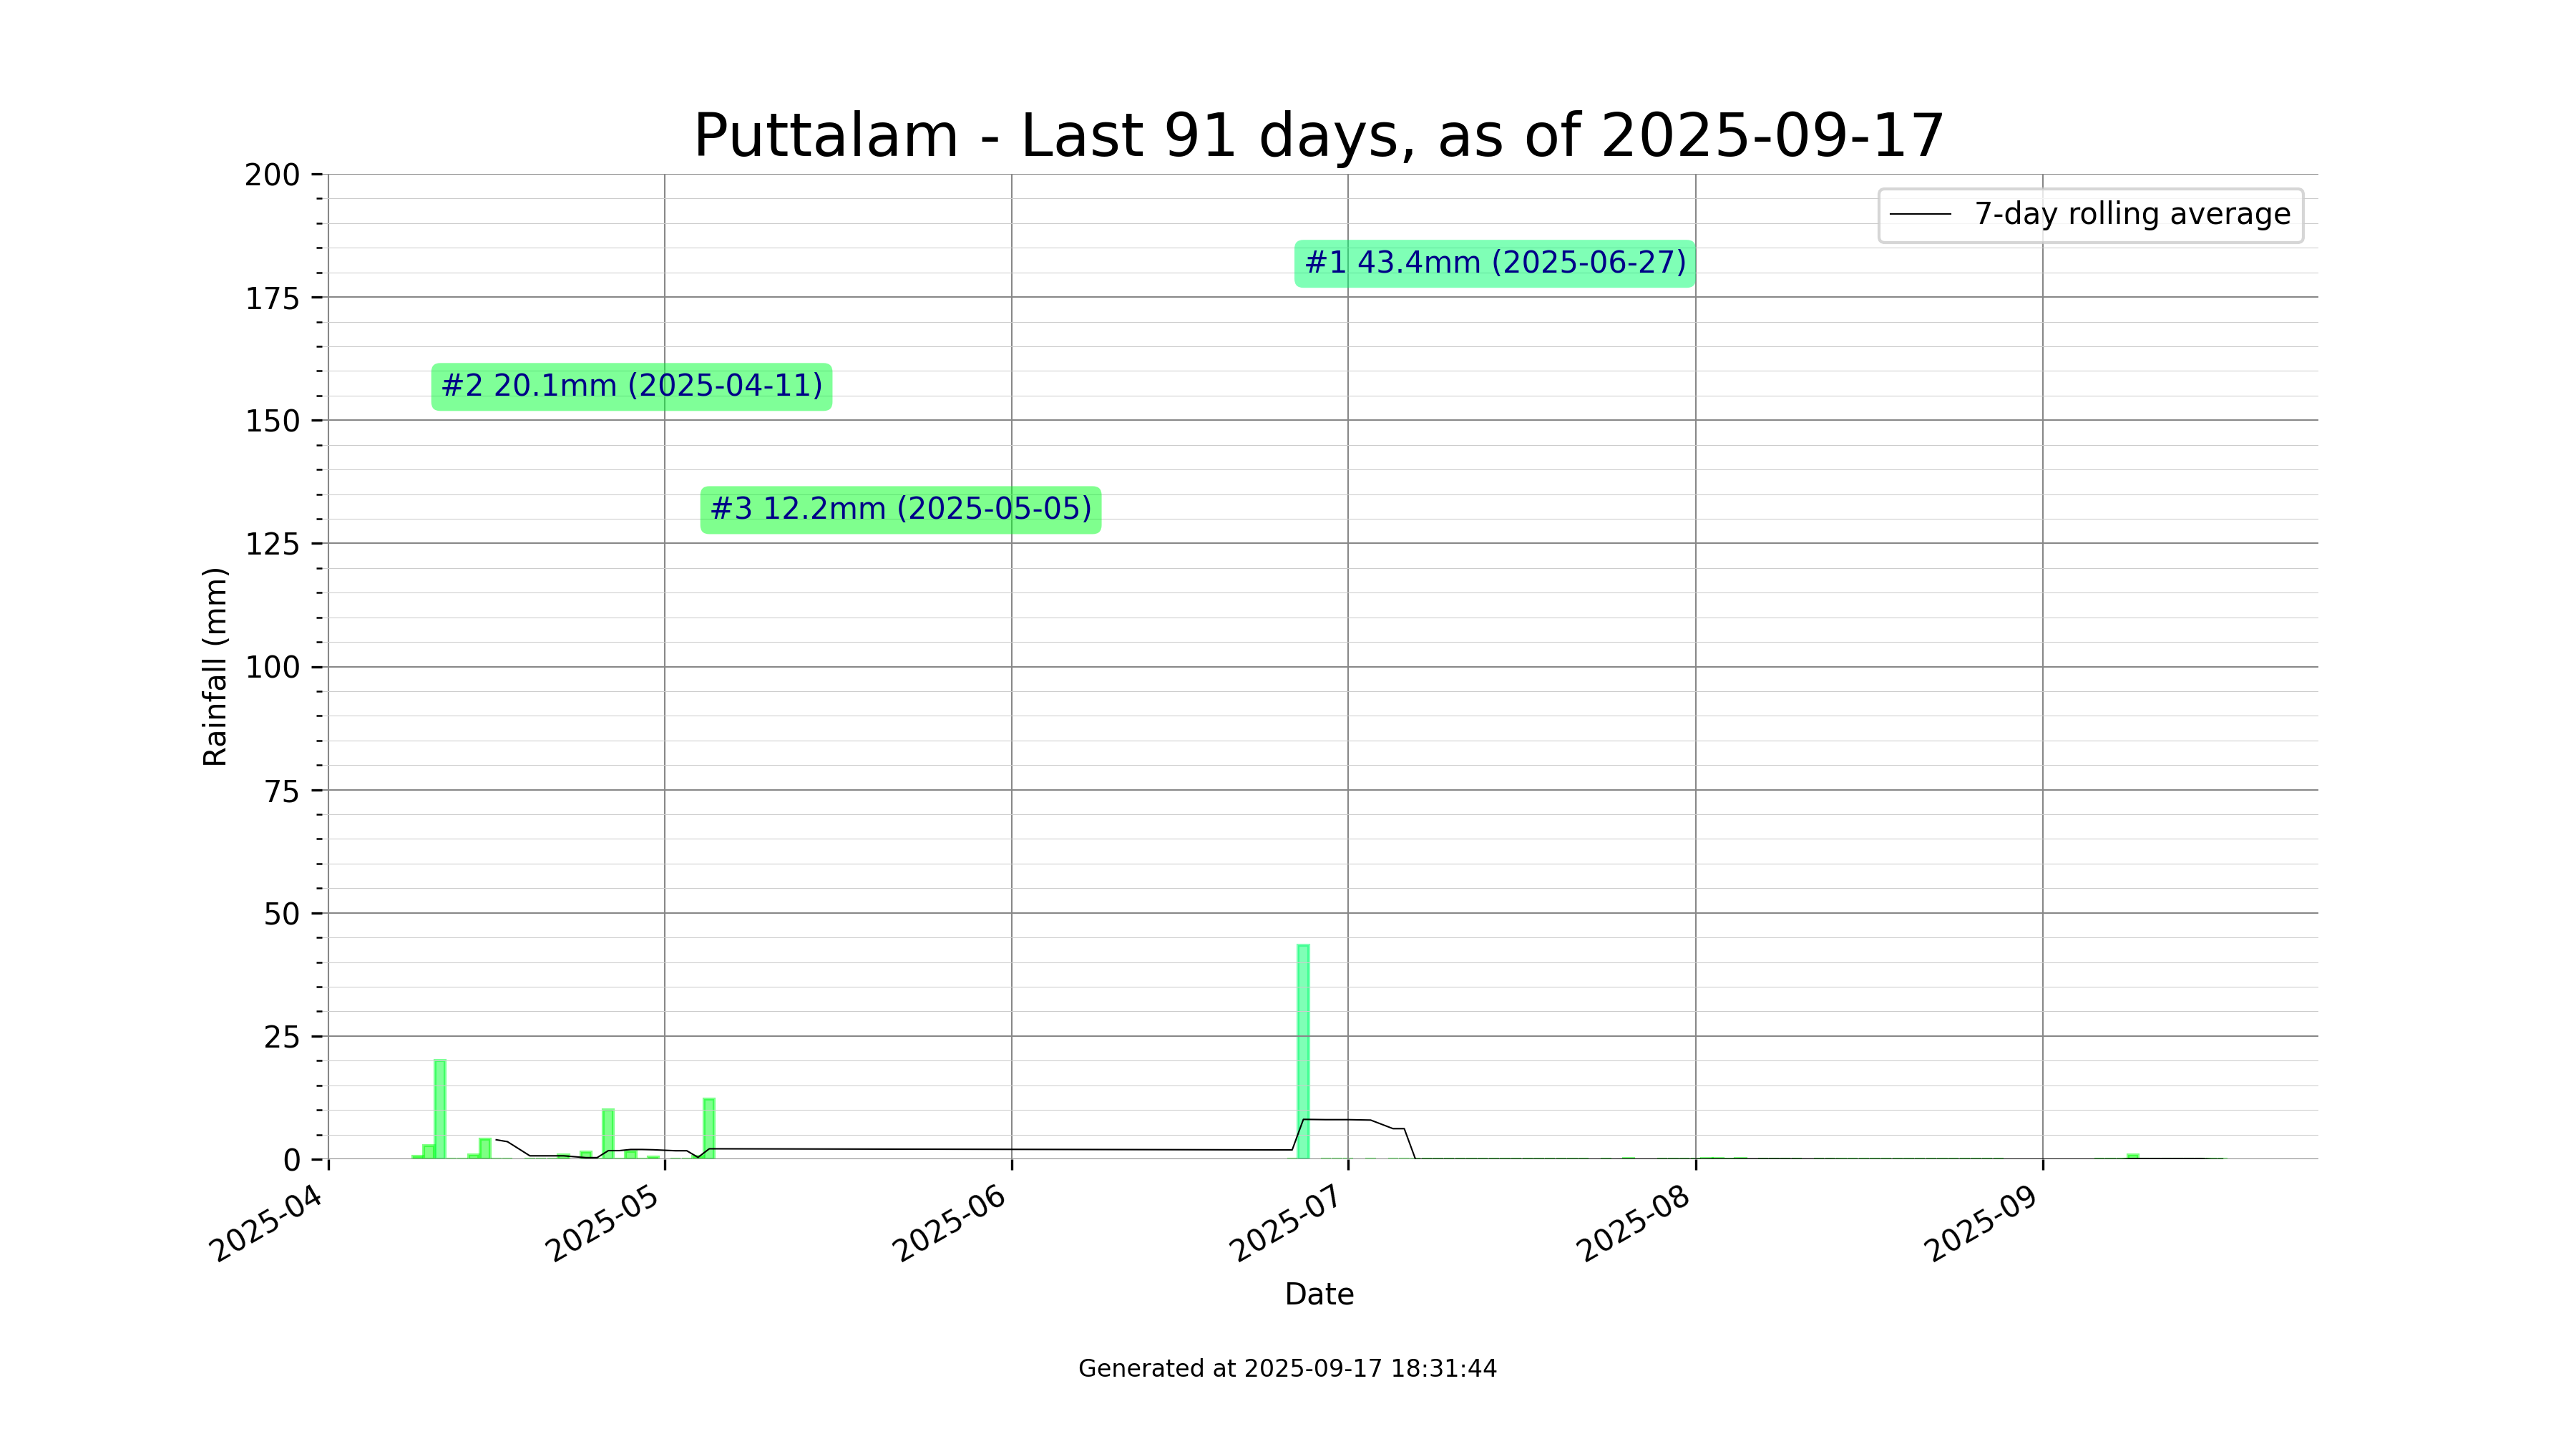 Puttalam - Last 91 days, as of 2025-09-17
7-day rolling average
#1 43.4mm (2025-06-27)
#2 20.1mm (2025-04-11)
#3 12.2mm (2025-05-05)
Rainfall (mm)
200
175
150
125
100
75
50
25
0
2025-04
2025-05
2025-06
2025-07
2025-08
2025-09
Date
Generated at 2025-09-17 18:31:44